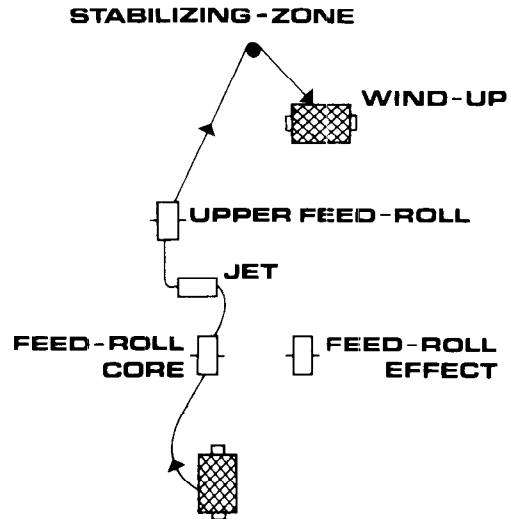 STABILIZING-ZONE
WIND-UP
UPPER FEED-ROLL
JET
FEED-ROLL
CORE
FEED-ROLL
EFFECT